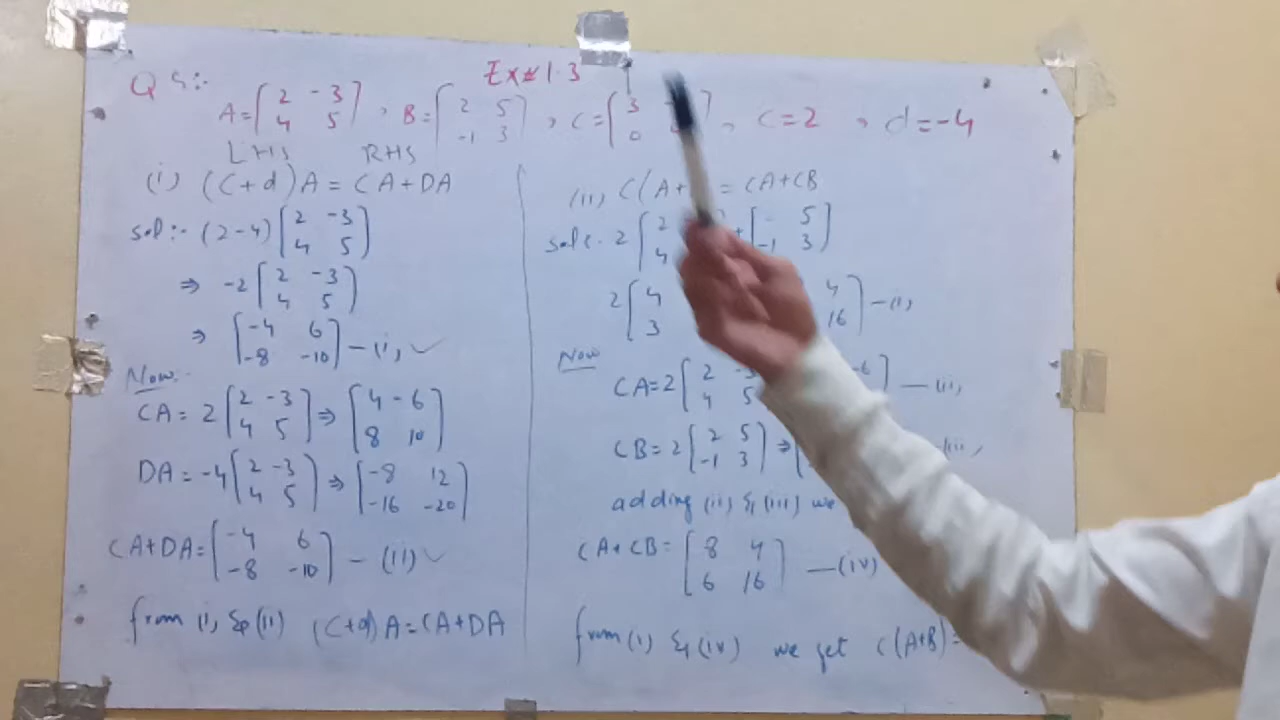 Q 5:-
Ex# 1.3
A=[2 -3
4 5] , B=[2 5
-1 3] , C=[3
0 ] , C=2 , d=-4
LHS RHS
(i) (C+d)A = CA+DA
sol:- (2-4)[2 -3
4 5]
⇒ -2[2 -3
4 5]
⇒ [-4 6
-8 -10] —(i) ✓
Now:-
CA= 2[2 -3
4 5] ⇒ [4 -6
8 10]
DA= -4[2 -3
4 5] ⇒ [-8 12
-16 -20]
CA+DA=[-4 6
-8 -10] —(ii) ✓
from (i) & (ii) (C+d)A=CA+DA
(ii) C(A+ = CA+CB
sol:- 2[2
4 +[ 5
-1 3]
2[4
3 4
16] —(i)
Now
CA=2[2 -3
4 5 -6] —(ii)
CB=2[2 5
-1 3] ⇒[ —(iii)
adding (ii) & (iii) we
CA+CB=[8 4
6 16] —(iv)
from (i) & (iv) we get C(A+B)=